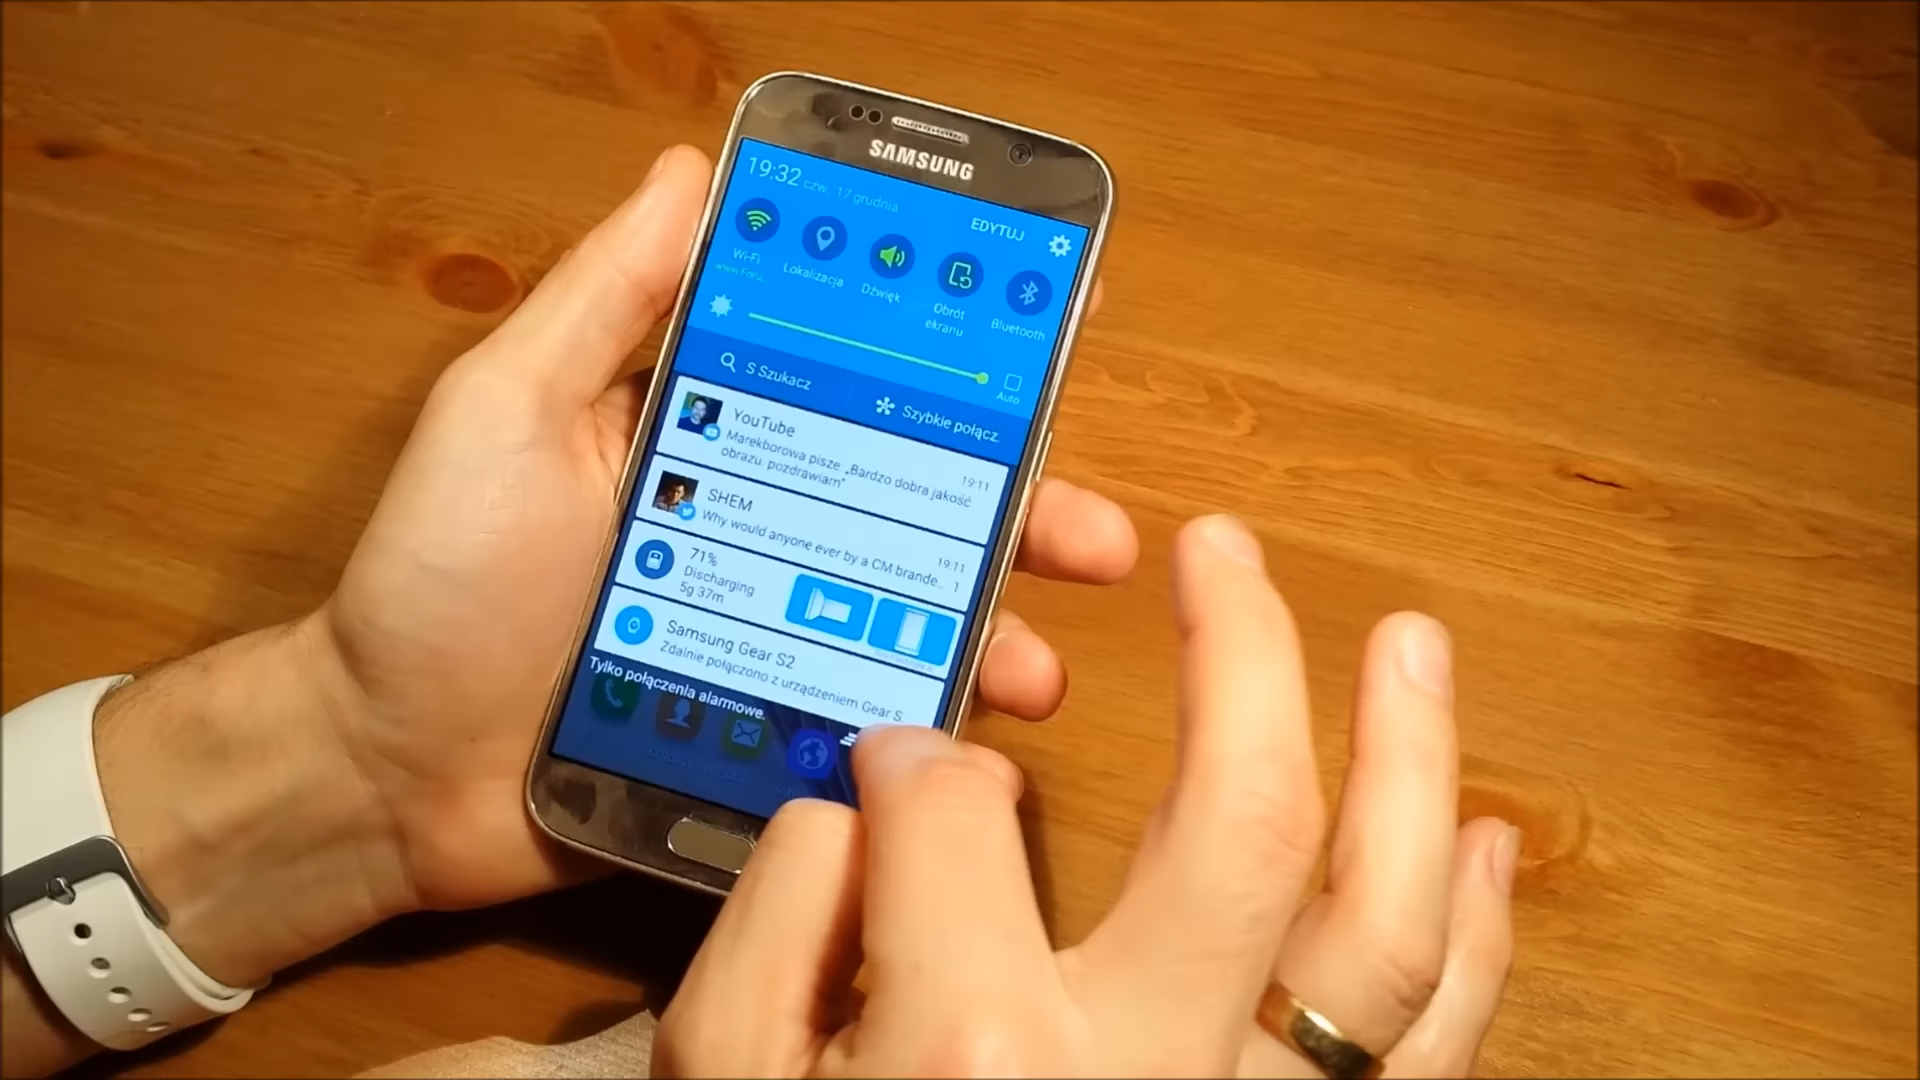 SAMSUNG
19:32 czw., 17 grudnia
EDYTUJ
Wi-Fi
www.Foru...
Lokalizacja
Dźwięk
Obrót
ekranu
Bluetooth
Auto
S Szukacz
Szybkie połącz.
YouTube
19:11
Marekborowa pisze: „Bardzo dobra jakość
obrazu. pozdrawiam"
SHEM
19:11
Why would anyone ever by a CM brande..
1
71%
Discharging
5g 37m
Samsung Gear S2
Zdalnie połączono z urządzeniem Gear S.
Tylko połączenia alarmowe.